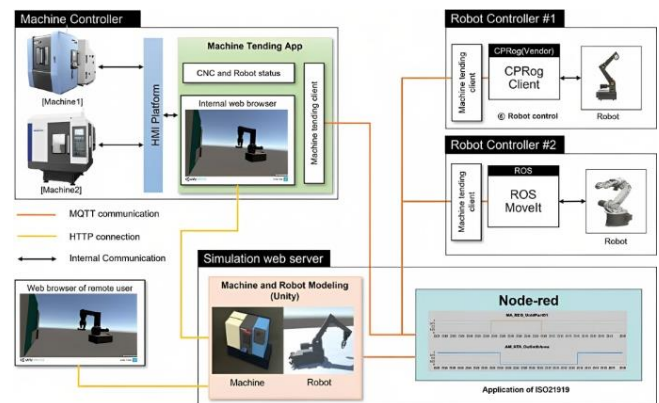 Machine Controller
[Machine1]
[Machine2]
HMI Platform
Machine Tending App
CNC and Robot status
Internal web browser
Machine tending client
MQTT communication
HTTP connection
Internal Communication
Web browser of remote user
Robot Controller #1
Machine tending
client
CPRog(Vendor)
CPRog
Client
Robot
© Robot control
Robot Controller #2
Machine tending
client
ROS
ROS
MoveIt
Robot
Simulation web server
Machine and Robot Modeling
(Unity)
Machine
Robot
Node-red
Application of ISO21919